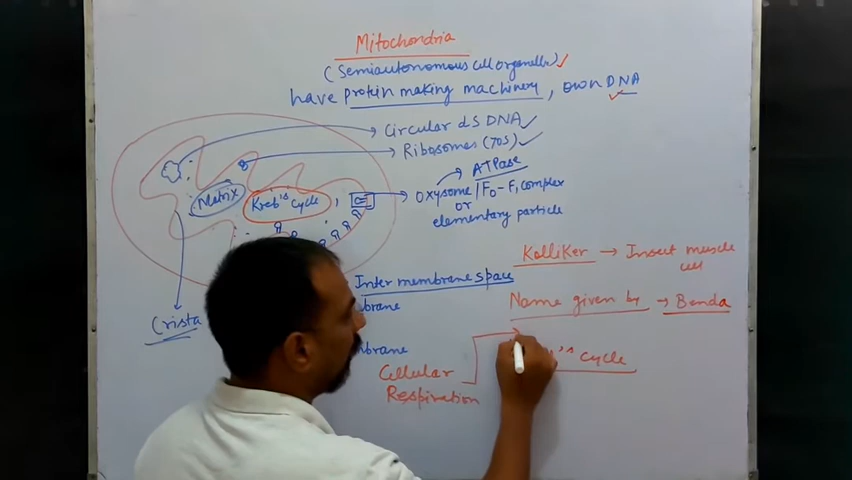 Mitochondria
(Semiautonomous cell organelle)
have protein making machinery, own DNA
Circular ds DNA
Ribosomes (70S)
ATPase
Oxysome / F0-F1 complex
or
elementary particle
Matrix
Kreb's cycle
Kolliker → Insect muscle
cell
Inter membrane space
Name given by → Benda
Crista
's cycle
Cellular
Respiration